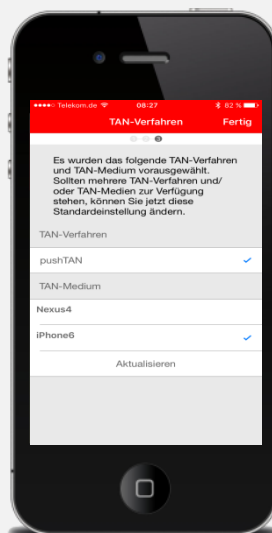 Telekom.de 08:27 82 %
TAN-Verfahren Fertig
Es wurden das folgende TAN-Verfahren
und TAN-Medium vorausgewählt.
Sollten mehrere TAN-Verfahren und/
oder TAN-Medien zur Verfügung
stehen, können Sie jetzt diese
Standardeinstellung ändern.
TAN-Verfahren
pushTAN
TAN-Medium
Nexus4
iPhone6
Aktualisieren